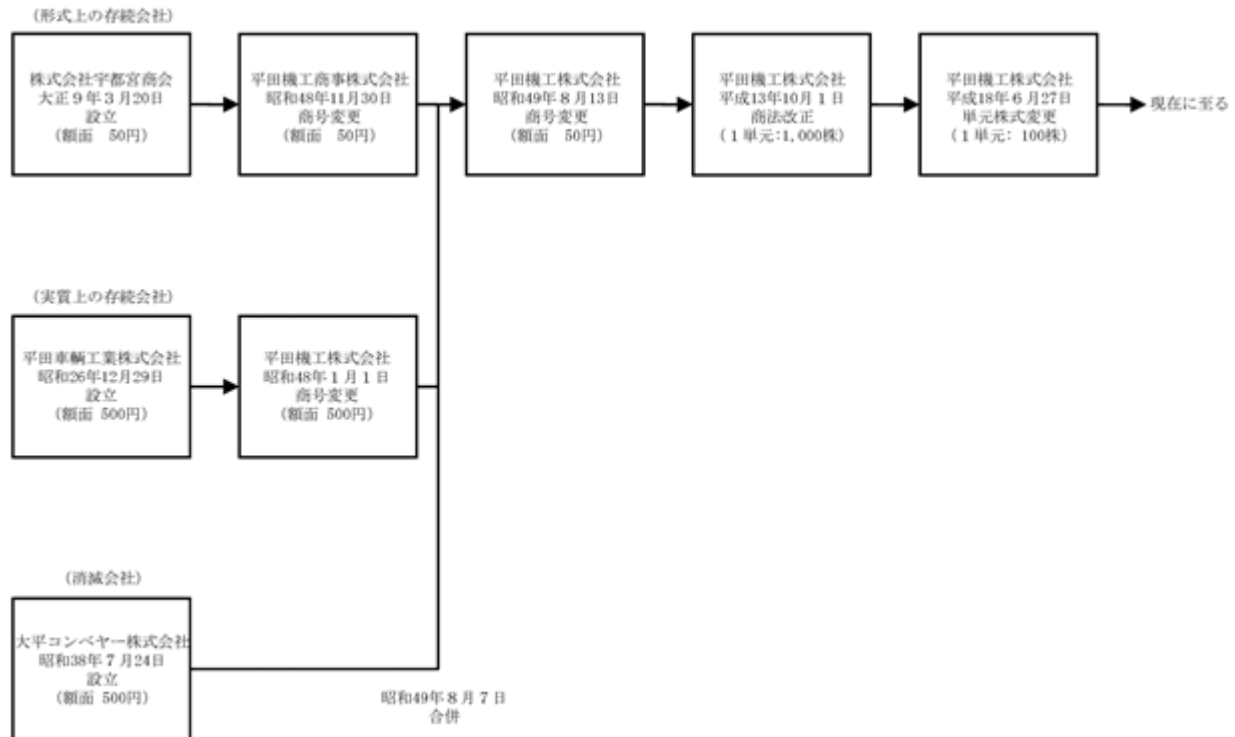 (形式上の存続会社)
株式会社宇都宮商会
大正9年3月20日
設立
(額面 50円)
平田機工商事株式会社
昭和48年11月30日
商号変更
(額面 50円)
平田機工株式会社
昭和49年8月13日
商号変更
(額面 50円)
平田機工株式会社
平成13年10月1日
商法改正
(1単元:1,000株)
平田機工株式会社
平成18年6月27日
単元株式変更
(1単元: 100株)
現在に至る
(実質上の存続会社)
平田車輌工業株式会社
昭和26年12月29日
設立
(額面 500円)
平田機工株式会社
昭和48年1月1日
商号変更
(額面 500円)
(消滅会社)
大平コンベヤー株式会社
昭和38年7月24日
設立
(額面 500円)
昭和49年8月7日
合併